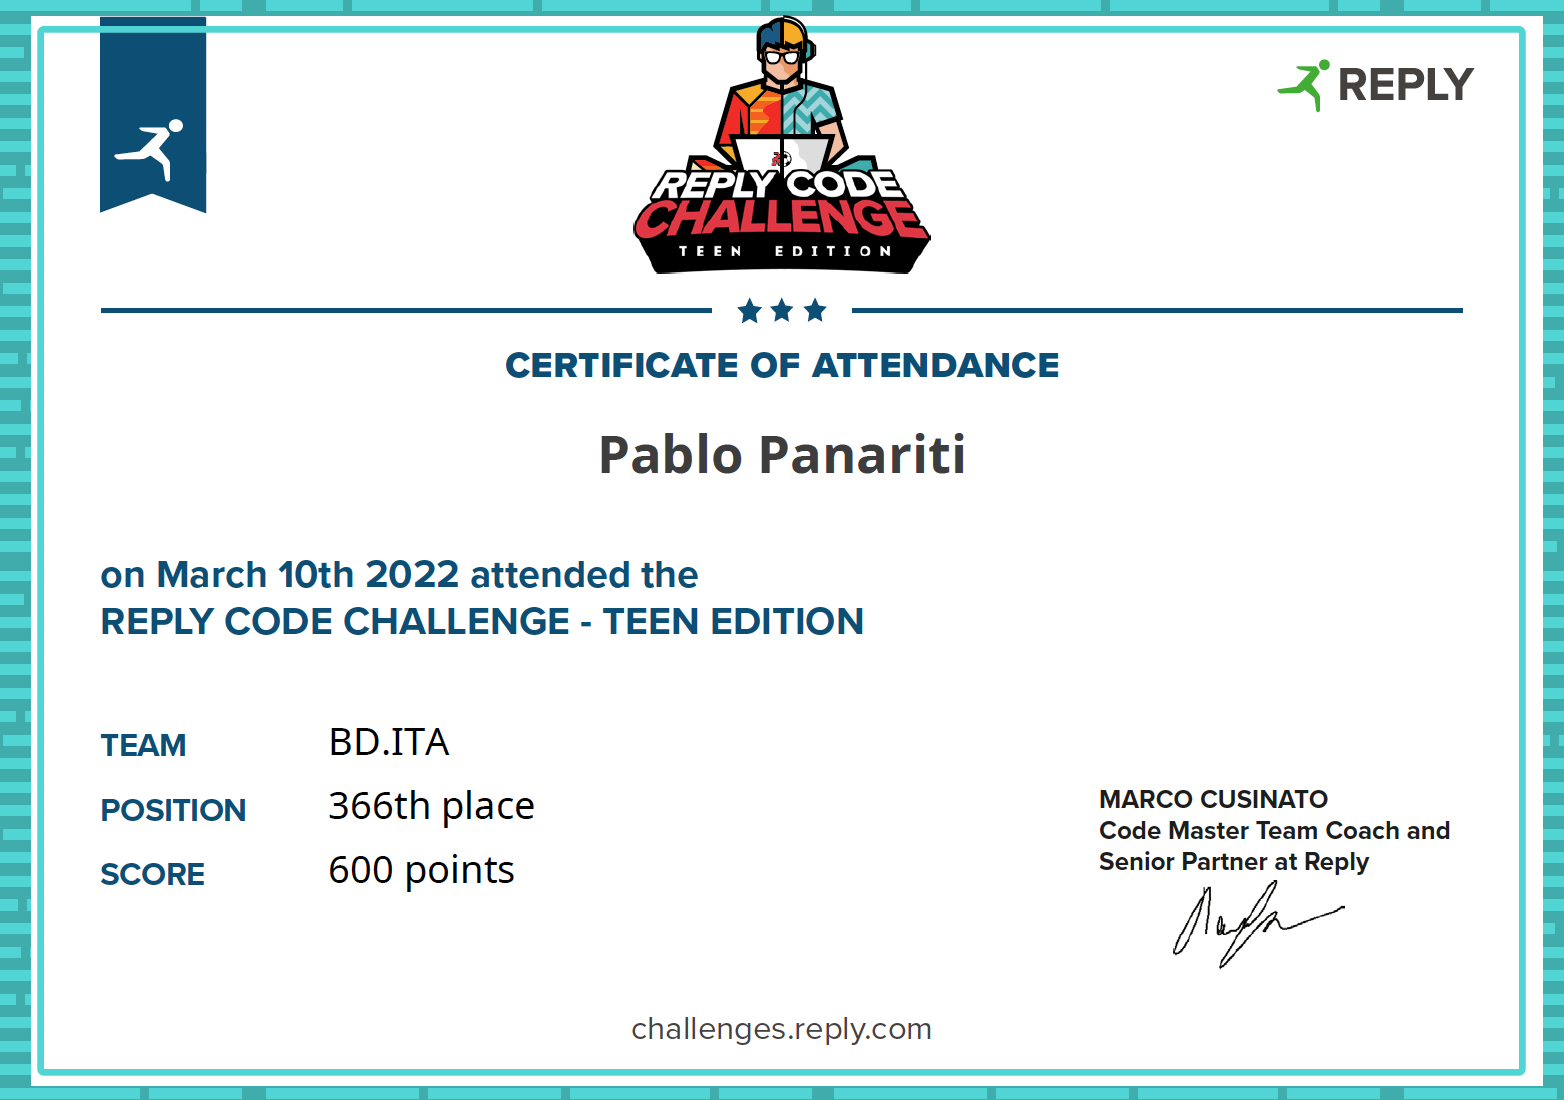 REPLY CODE
CHALLENGE
TEEN EDITION
REPLY
CERTIFICATE OF ATTENDANCE
Pablo Panariti
on March 10th 2022 attended the
REPLY CODE CHALLENGE - TEEN EDITION
TEAM BD.ITA
POSITION 366th place
SCORE 600 points
MARCO CUSINATO
Code Master Team Coach and
Senior Partner at Reply
challenges.reply.com